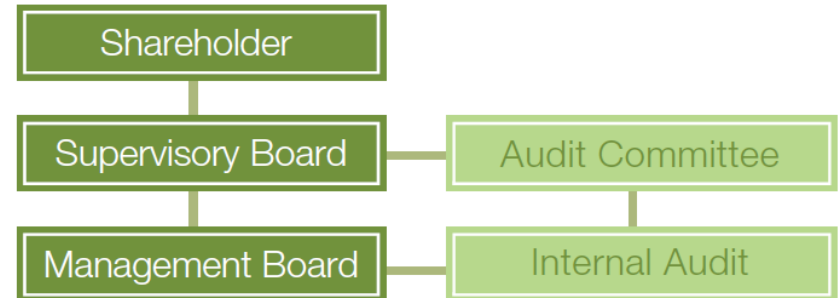 Shareholder
Supervisory Board
Audit Committee
Management Board
Internal Audit